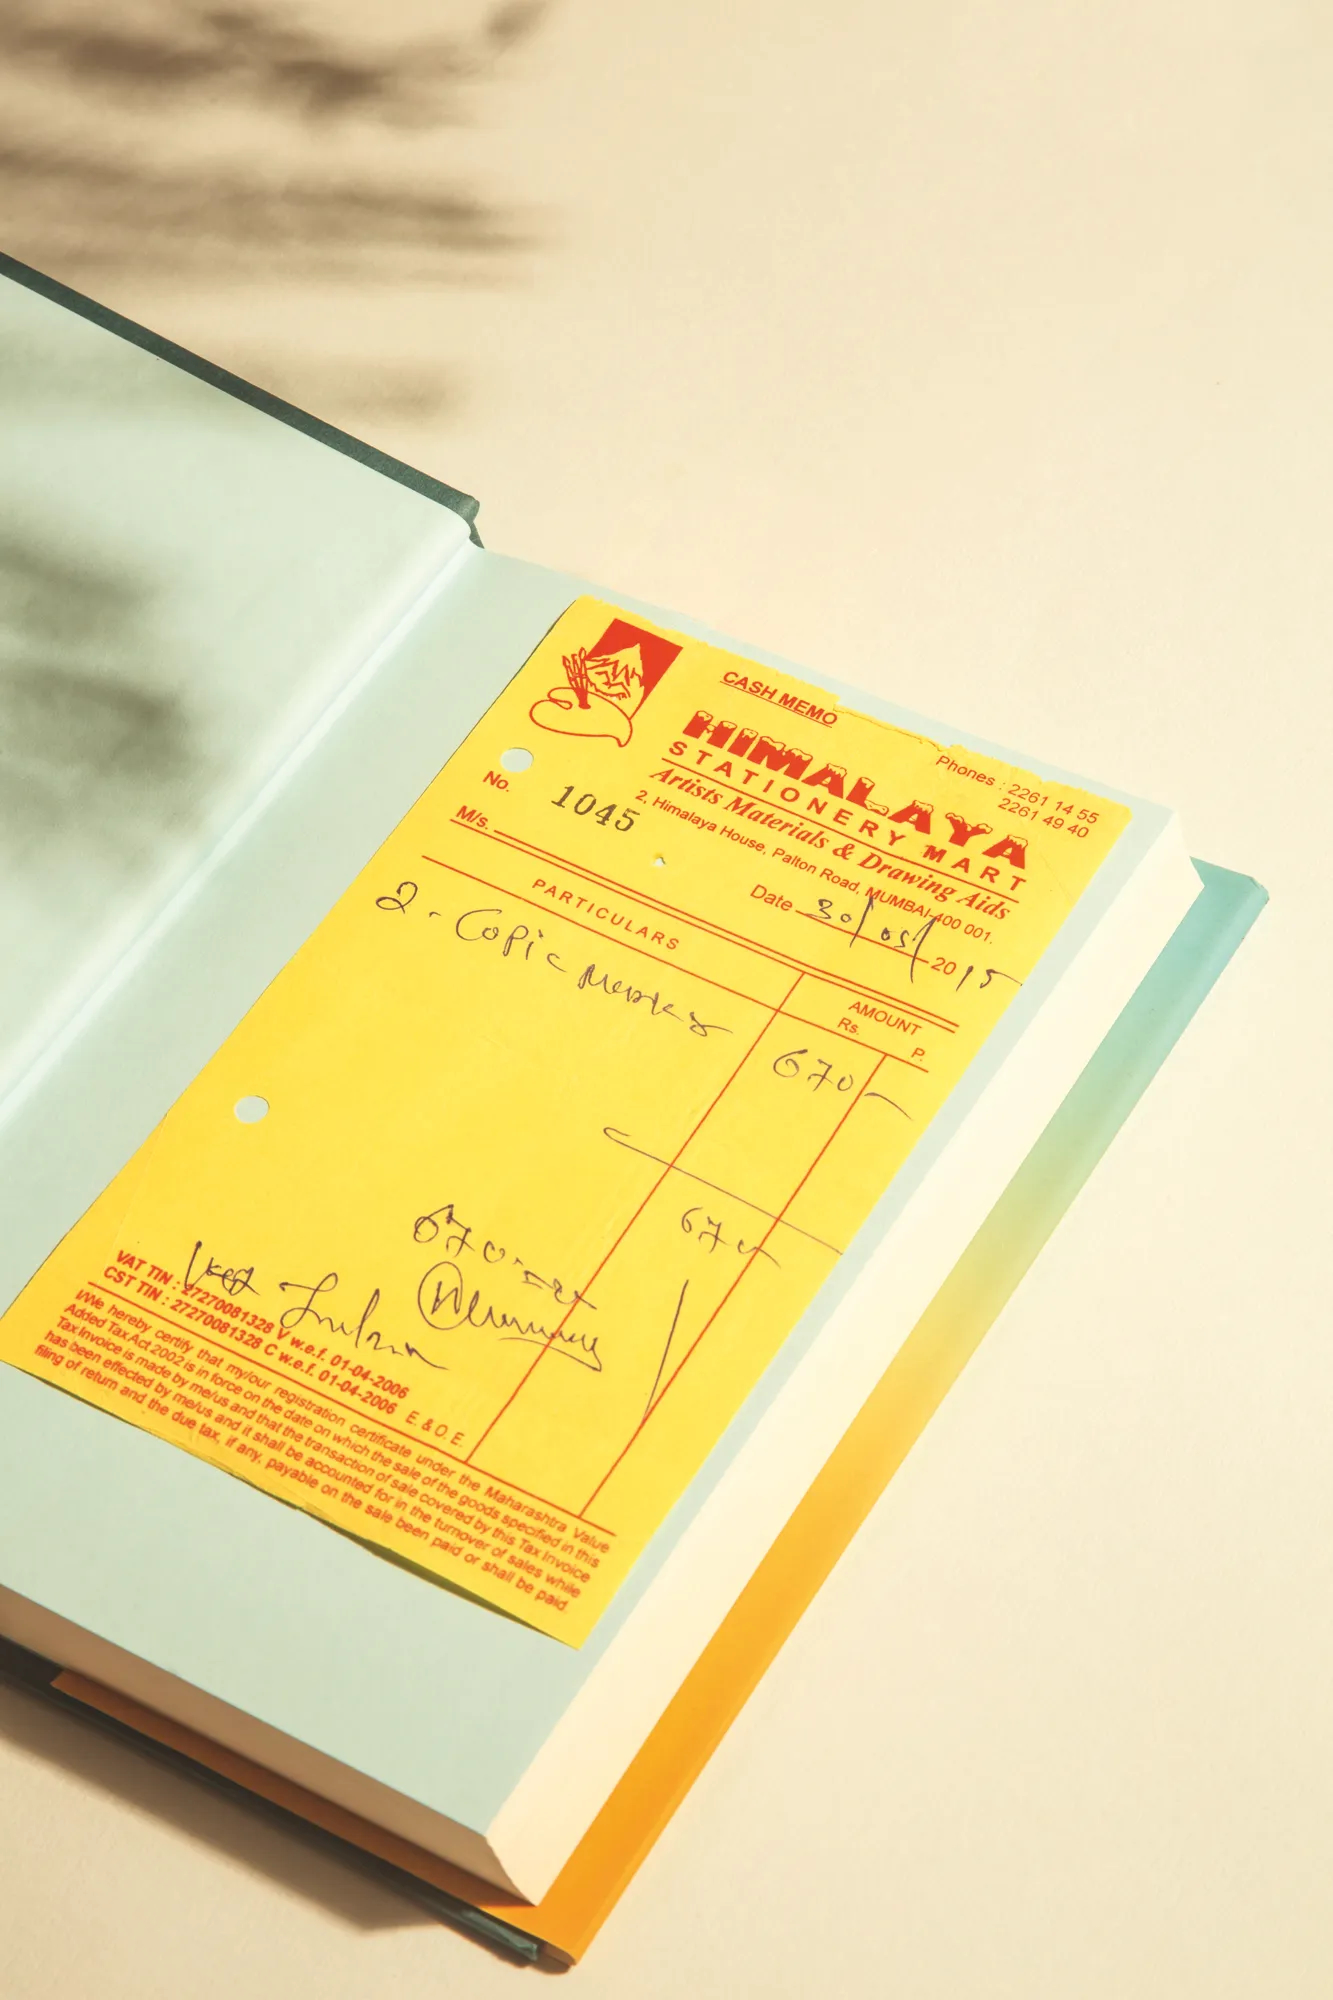 CASH MEMO
Phones : 2261 14 55
2261 49 40
HIMALAYA
STATIONERY MART
Artists Materials & Drawing Aids
2, Himalaya House, Palton Road, MUMBAI-400 001.
No. 1045
Date 30/05/2015
M/s.
PARTICULARS
AMOUNT
Rs. P.
2 - Copic Markers 670 -
670
670
VAT TIN : 27270081328 V w.e.f. 01-04-2006
CST TIN : 27270081328 C w.e.f. 01-04-2006 E. & O. E.
I/We hereby certify that my/our registration certificate under the Maharashtra Value
Added Tax Act 2002 is in force on the date on which the sale of the goods specified in this
Tax Invoice is made by me/us and that the transaction of sale covered by this Tax Invoice
has been effected by me/us and it shall be accounted for in the turnover of sales while
filing of return and the due tax, if any, payable on the sale been paid or shall be paid.